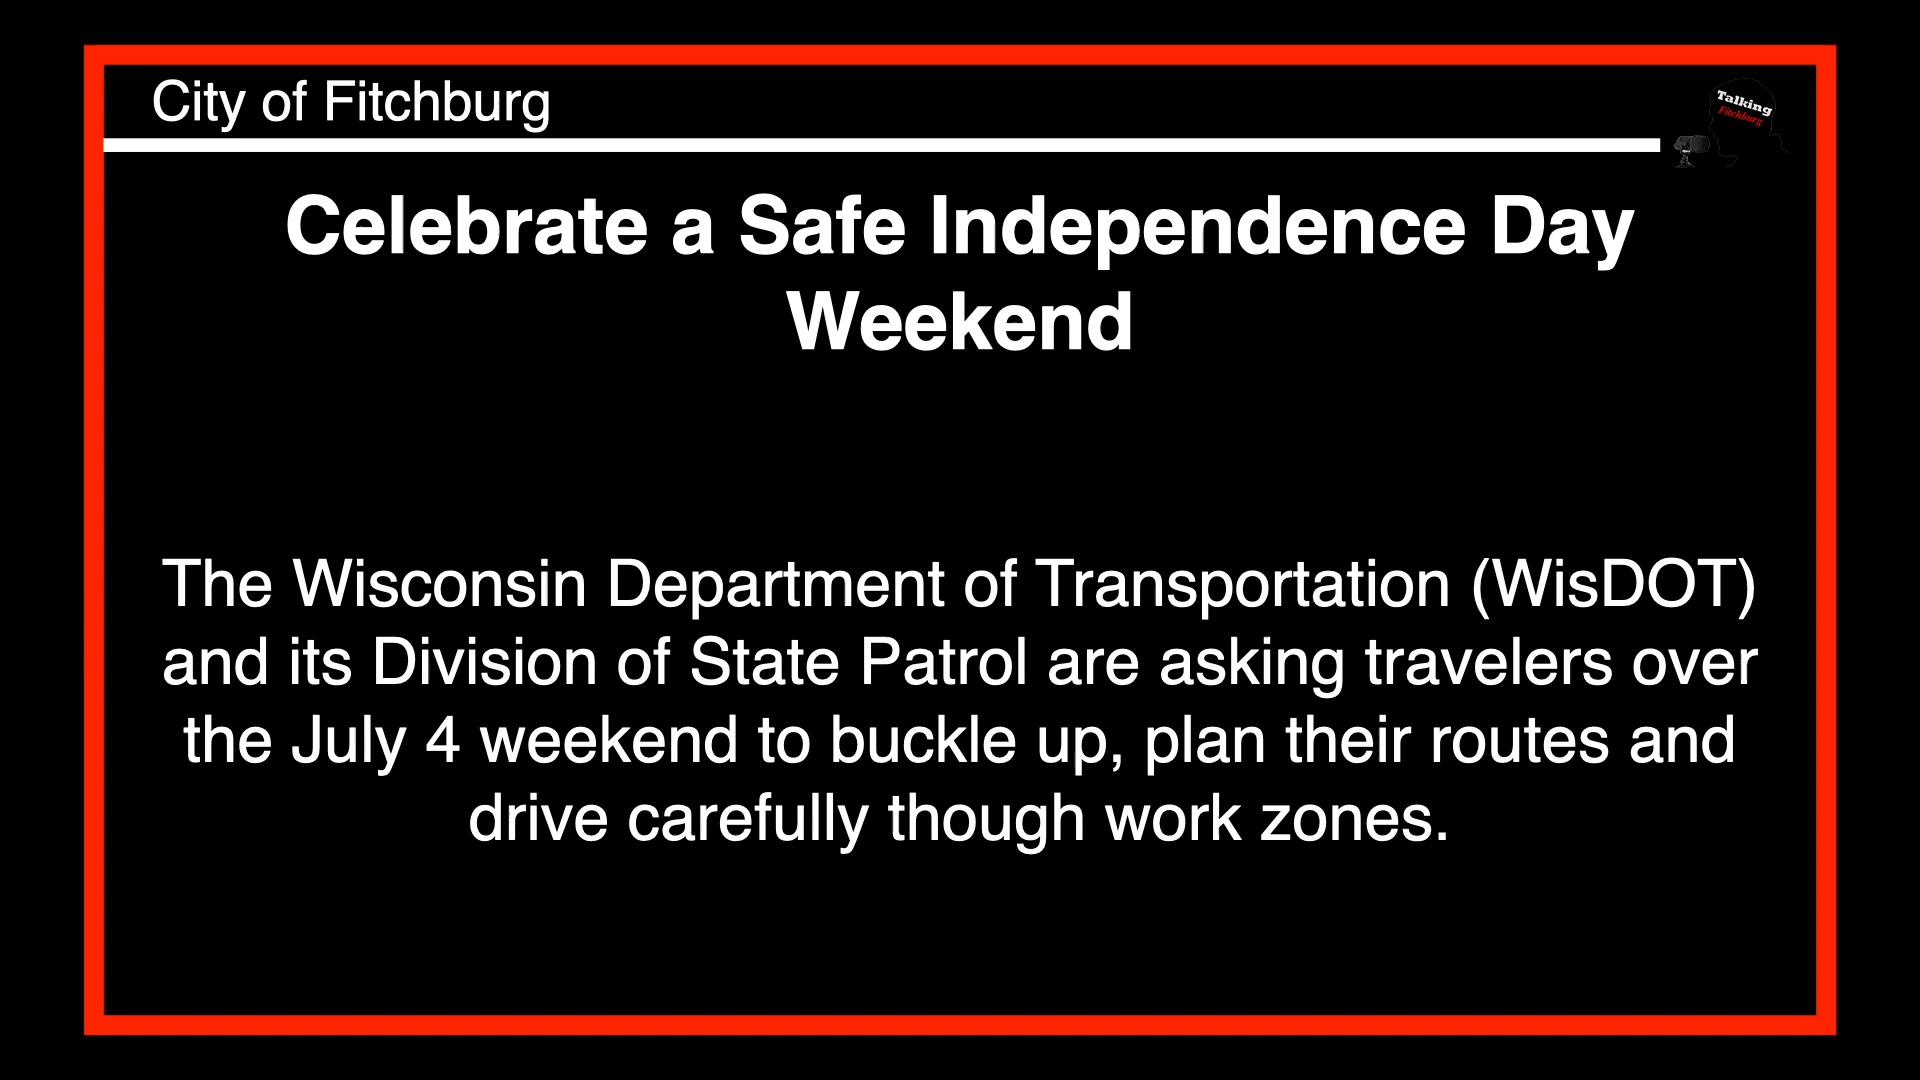 City of Fitchburg
Talking
Fitchburg
Celebrate a Safe Independence Day
Weekend
The Wisconsin Department of Transportation (WisDOT)
and its Division of State Patrol are asking travelers over
the July 4 weekend to buckle up, plan their routes and
drive carefully though work zones.